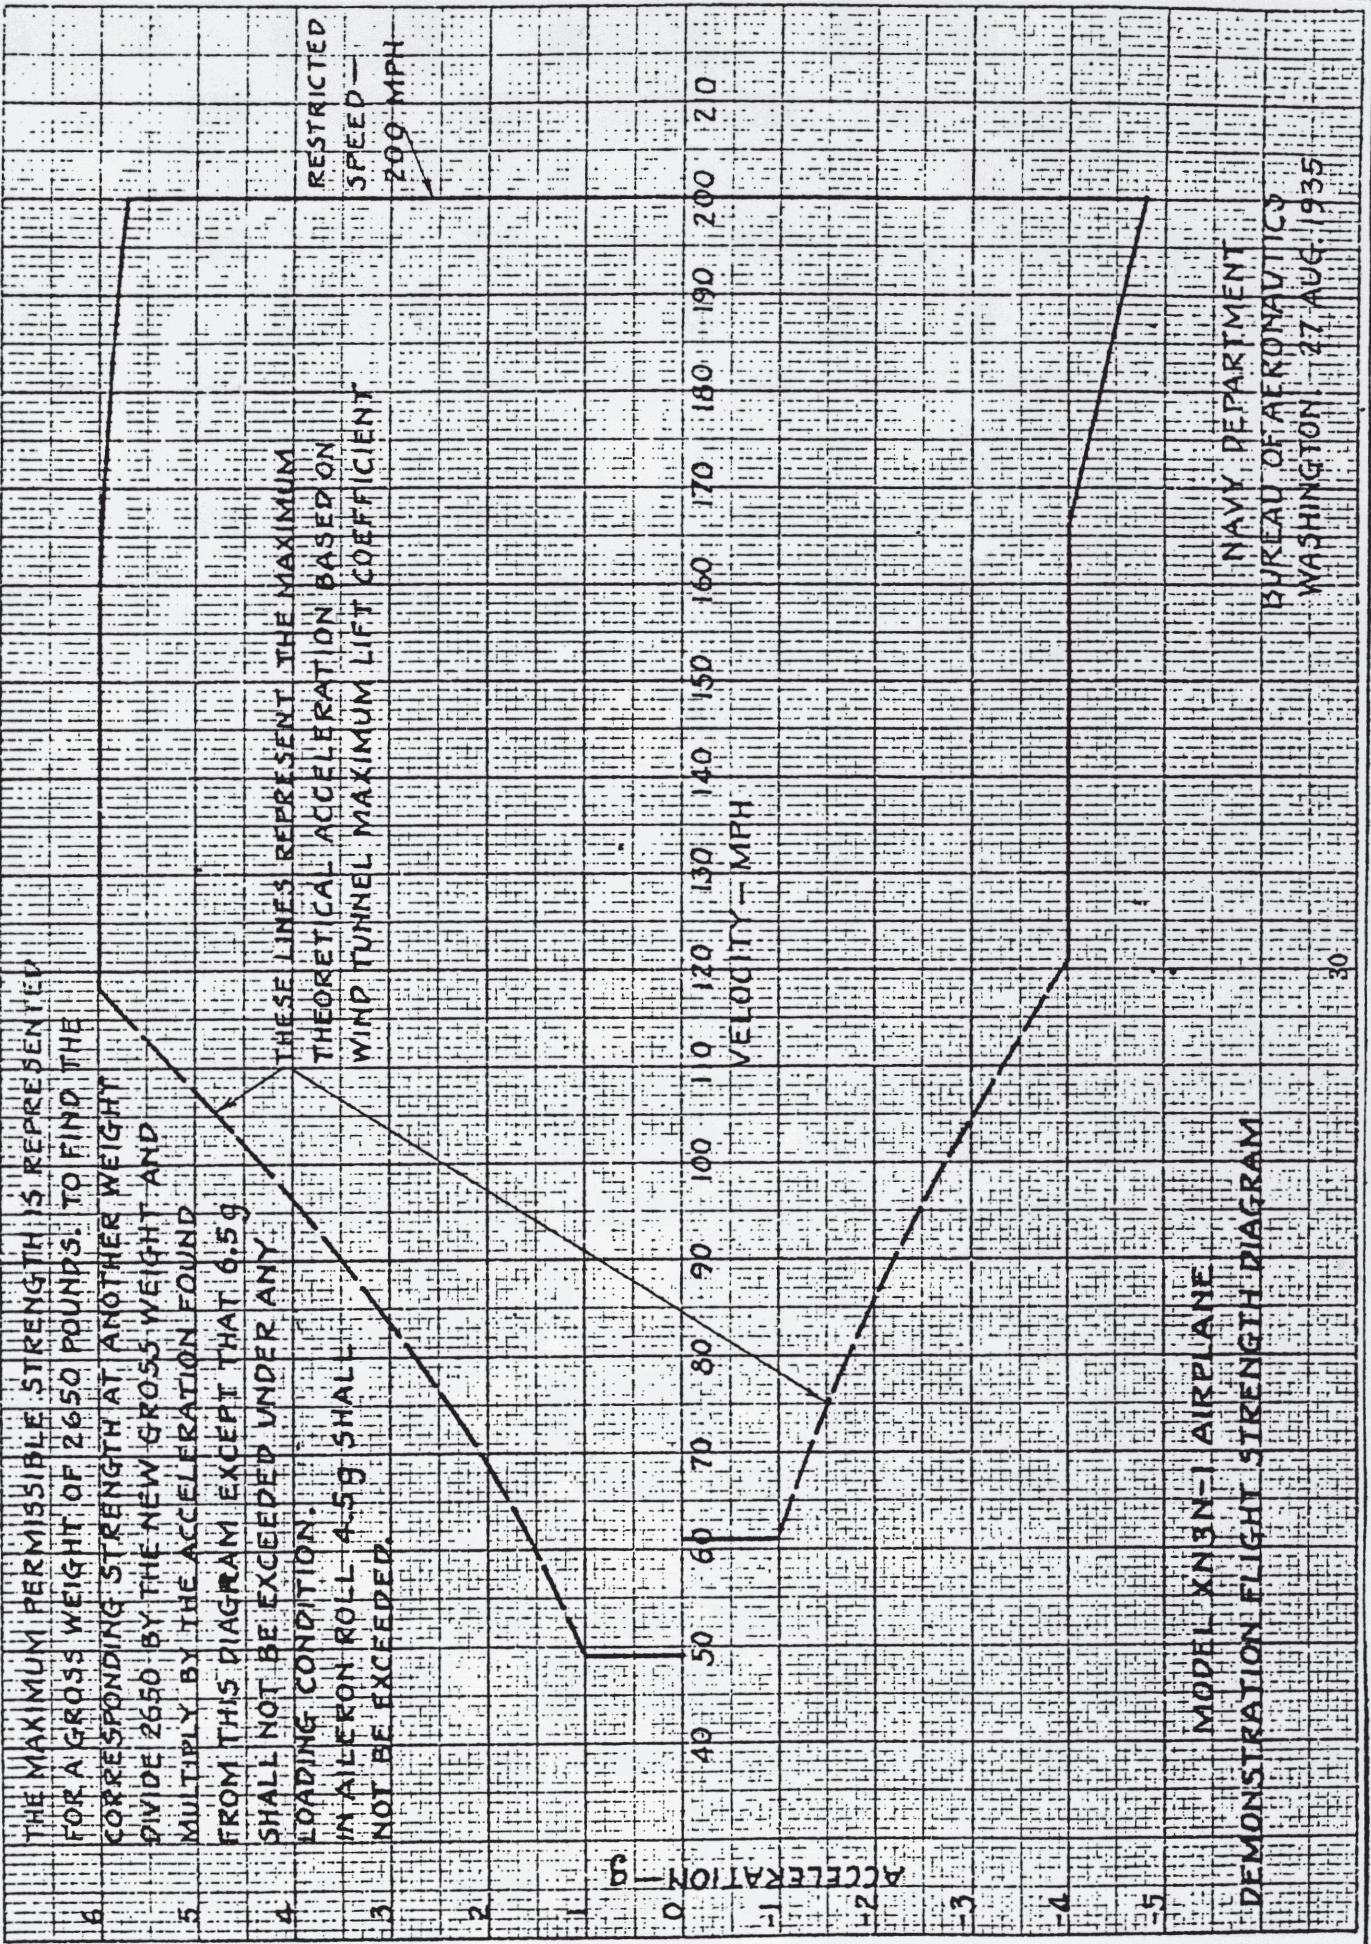 THE MAXIMUM PERMISSIBLE STRENGTH IS REPRESENTED
FOR A GROSS WEIGHT OF 2650 POUNDS. TO FIND THE
CORRESPONDING STRENGTH AT ANOTHER WEIGHT
DIVIDE 2650 BY THE NEW GROSS WEIGHT AND
MULTIPLY BY THE ACCELERATION FOUND
FROM THIS DIAGRAM EXCEPT THAT 6.5g
SHALL NOT BE EXCEEDED UNDER ANY
LOADING CONDITION.
IN AILERON ROLL 4.5g SHALL
NOT BE EXCEEDED.
THESE LINES REPRESENT THE MAXIMUM
THEORETICAL ACCELERATION BASED ON
WIND TUNNEL MAXIMUM LIFT COEFFICIENT
RESTRICTED
SPEED—
200 MPH
6
5
4
3
2
1
0
-1
-2
-3
-4
-5
ACCELERATION—g
40 50 60 70 80 90 100 110 120 130 140 150 160 170 180 190 200 210
VELOCITY—MPH
MODEL XN3N-1 AIRPLANE
DEMONSTRATION FLIGHT STRENGTH DIAGRAM
NAVY DEPARTMENT
BUREAU OF AERONAUTICS
WASHINGTON. 27 AUG. 1935
30